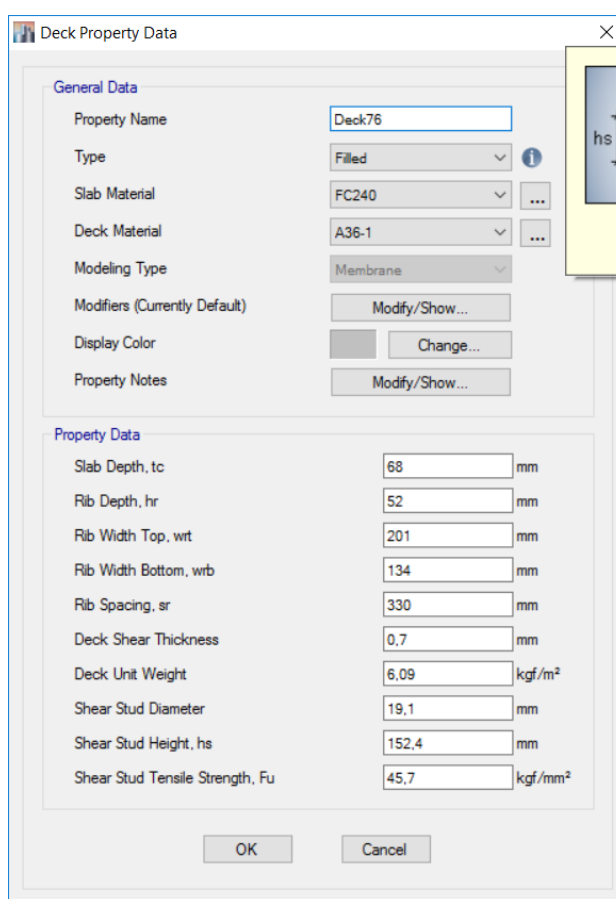 Deck Property Data
General Data
Property Name Deck76
Type Filled
Slab Material FC240 ...
Deck Material A36-1 ...
Modeling Type Membrane
Modifiers (Currently Default) Modify/Show...
Display Color Change...
Property Notes Modify/Show...
hs
Property Data
Slab Depth, tc 68 mm
Rib Depth, hr 52 mm
Rib Width Top, wrt 201 mm
Rib Width Bottom, wrb 134 mm
Rib Spacing, sr 330 mm
Deck Shear Thickness 0,7 mm
Deck Unit Weight 6,09 kgf/m²
Shear Stud Diameter 19,1 mm
Shear Stud Height, hs 152,4 mm
Shear Stud Tensile Strength, Fu 45,7 kgf/mm²
OK Cancel